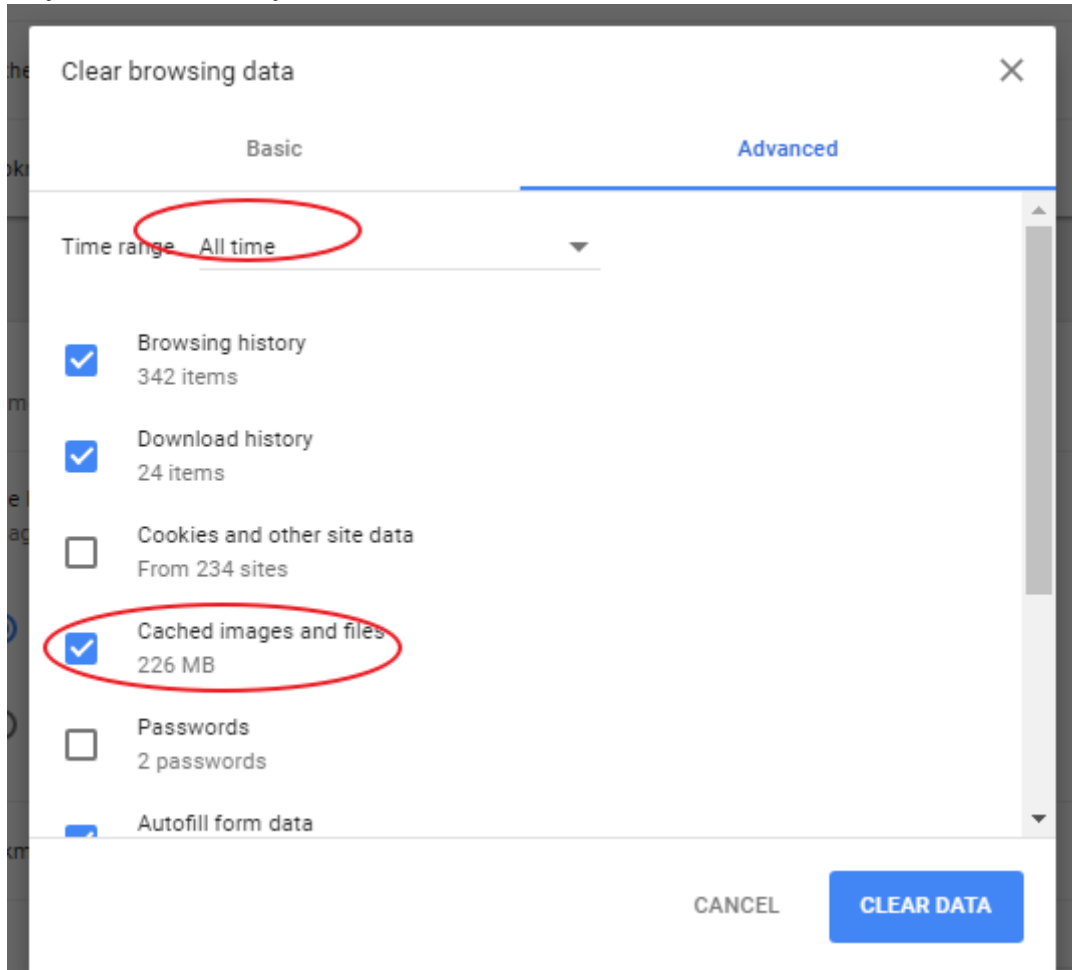 Clear browsing data
Basic
Advanced
Time range All time
Browsing history
342 items
Download history
24 items
Cookies and other site data
From 234 sites
Cached images and files
226 MB
Passwords
2 passwords
Autofill form data
CANCEL
CLEAR DATA